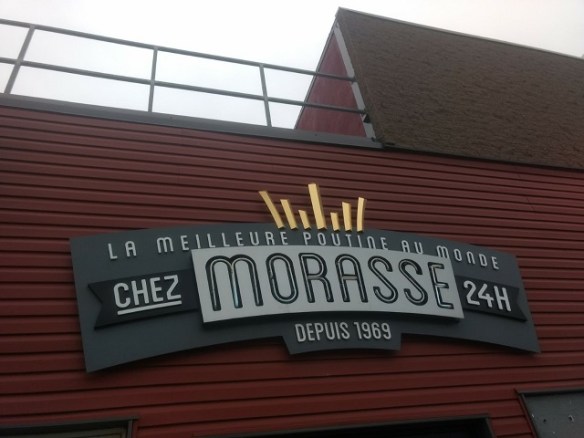 LA MEILLEURE POUTINE AU MONDE
CHEZ MORASSE 24H
DEPUIS 1969